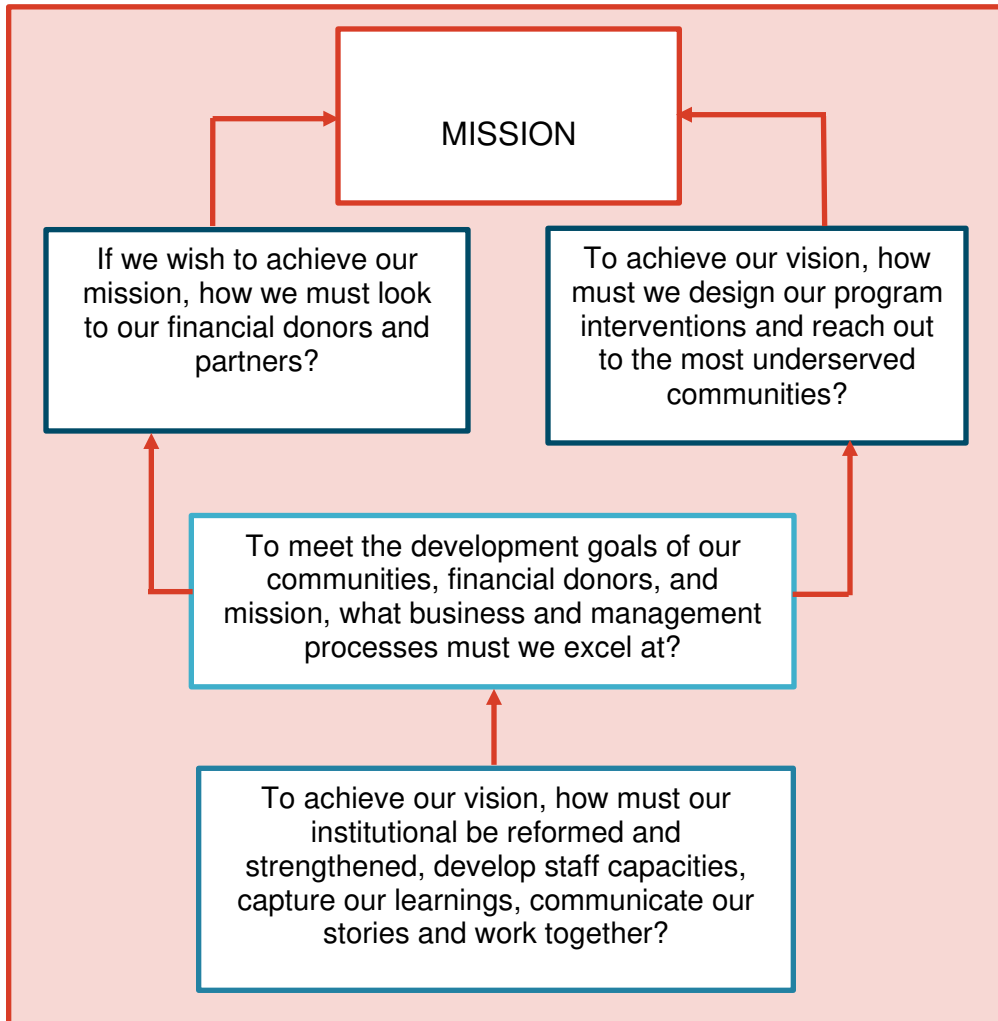 MISSION
If we wish to achieve our
mission, how we must look
to our financial donors and
partners?
To achieve our vision, how
must we design our program
interventions and reach out
to the most underserved
communities?
To meet the development goals of our
communities, financial donors, and
mission, what business and management
processes must we excel at?
To achieve our vision, how must our
institutional be reformed and
strengthened, develop staff capacities,
capture our learnings, communicate our
stories and work together?